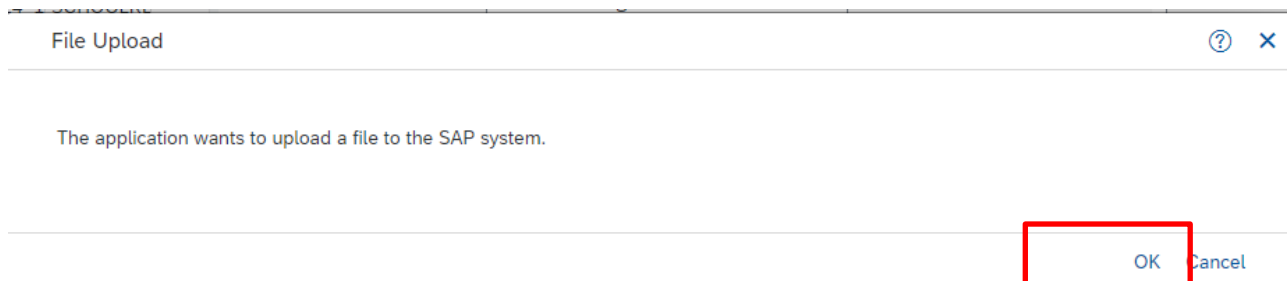 File Upload
The application wants to upload a file to the SAP system.
OK Cancel